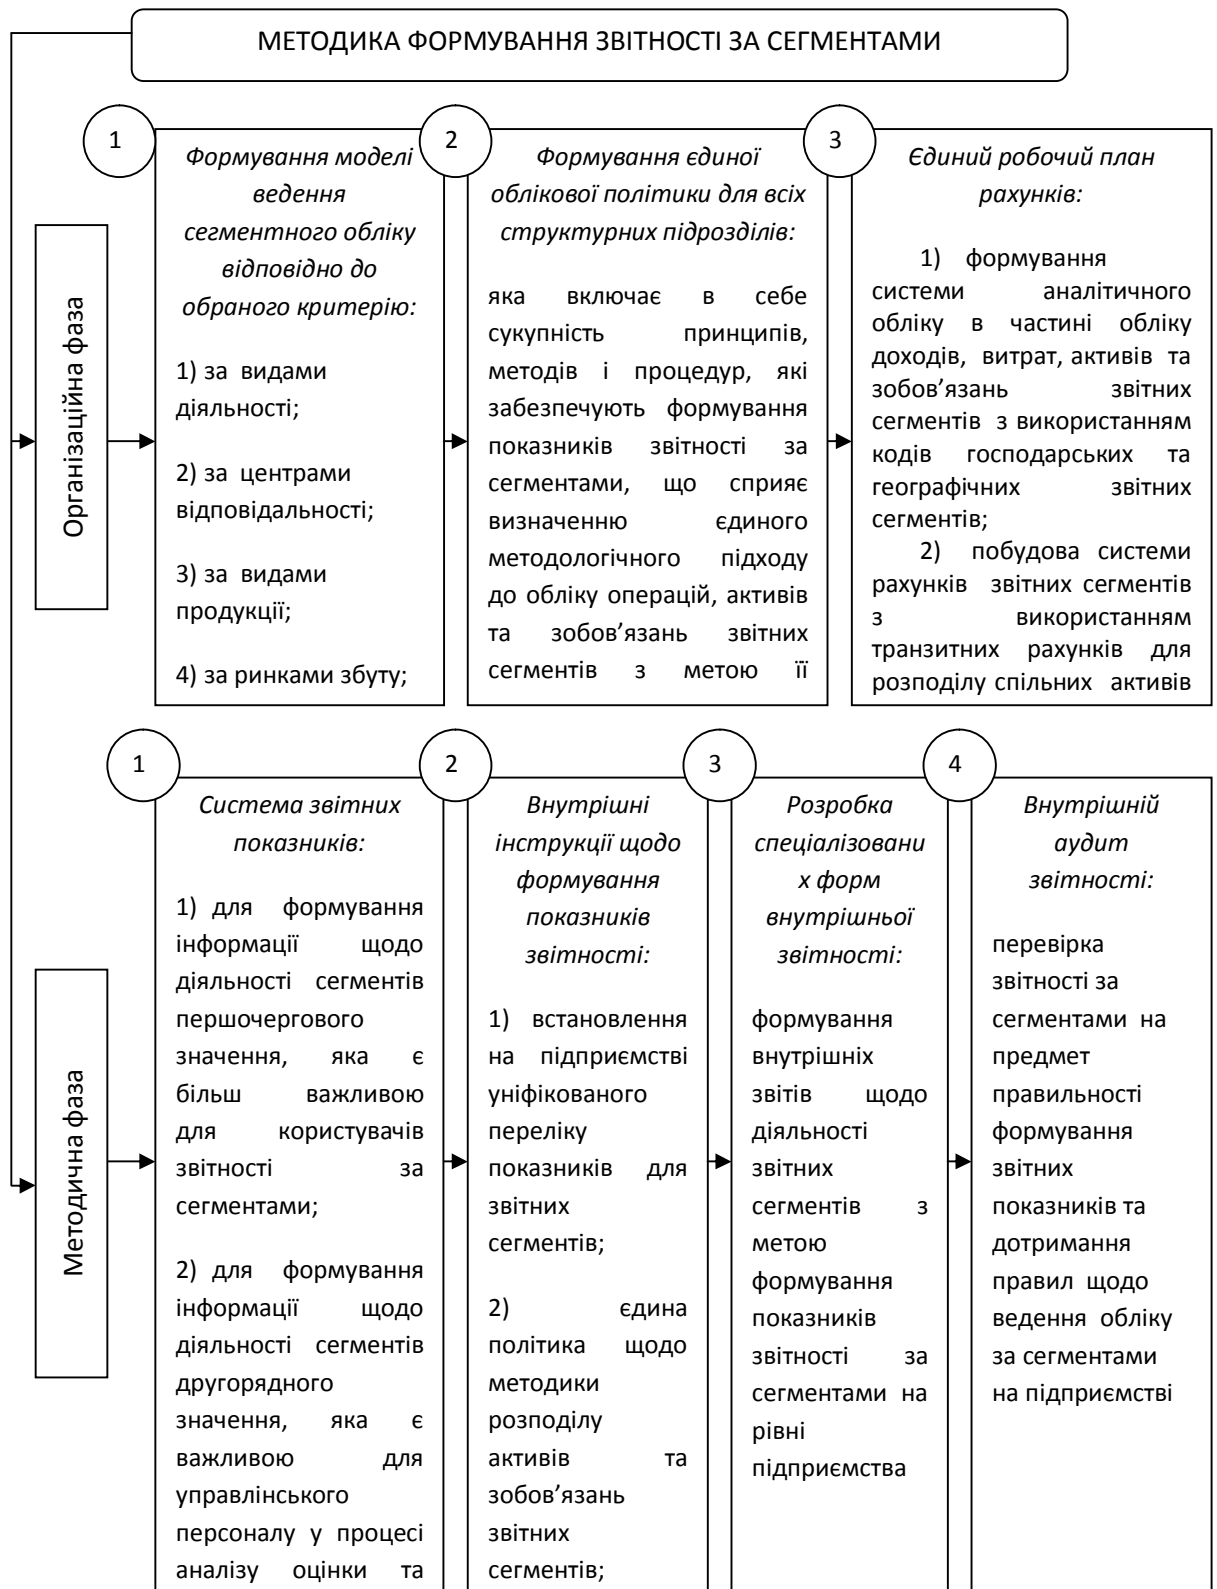 МЕТОДИКА ФОРМУВАННЯ ЗВІТНОСТІ ЗА СЕГМЕНТАМИ
Організаційна фаза
1
Формування моделі
ведення
сегментного обліку
відповідно до
обраного критерію:
1) за видами
діяльності;
2) за центрами
відповідальності;
3) за видами
продукції;
4) за ринками збуту;
2
Формування єдиної
облікової політики для всіх
структурних підрозділів:
яка включає в себе
сукупність принципів,
методів і процедур, які
забезпечують формування
показників звітності за
сегментами, що сприяє
визначенню єдиного
методологічного підходу
до обліку операцій, активів
та зобов’язань звітних
сегментів з метою її
3
Єдиний робочий план
рахунків:
1) формування
системи аналітичного
обліку в частині обліку
доходів, витрат, активів та
зобов’язань звітних
сегментів з використанням
кодів господарських та
географічних звітних
сегментів;
2) побудова системи
рахунків звітних сегментів
з використанням
транзитних рахунків для
розподілу спільних активів
Методична фаза
1
Система звітних
показників:
1) для формування
інформації щодо
діяльності сегментів
першочергового
значення, яка є
більш важливою
для користувачів
звітності за
сегментами;
2) для формування
інформації щодо
діяльності сегментів
другорядного
значення, яка є
важливою для
управлінського
персоналу у процесі
аналізу оцінки та
2
Внутрішні
інструкції щодо
формування
показників
звітності:
1) встановлення
на підприємстві
уніфікованого
переліку
показників для
звітних
сегментів;
2) єдина
політика щодо
методики
розподілу
активів та
зобов’язань
звітних
сегментів;
3
Розробка
спеціалізовани
х форм
внутрішньої
звітності:
формування
внутрішніх
звітів щодо
діяльності
звітних
сегментів з
метою
формування
показників
звітності за
сегментами на
рівні
підприємства
4
Внутрішній
аудит
звітності:
перевірка
звітності за
сегментами на
предмет
правильності
формування
звітних
показників та
дотримання
правил щодо
ведення обліку
за сегментами
на підприємстві